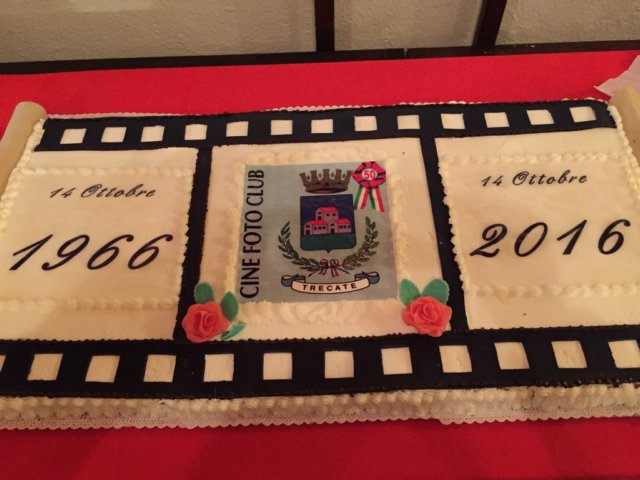 14 Ottobre
1966
CINE FOTO CLUB
50
TRECATE
14 Ottobre
2016